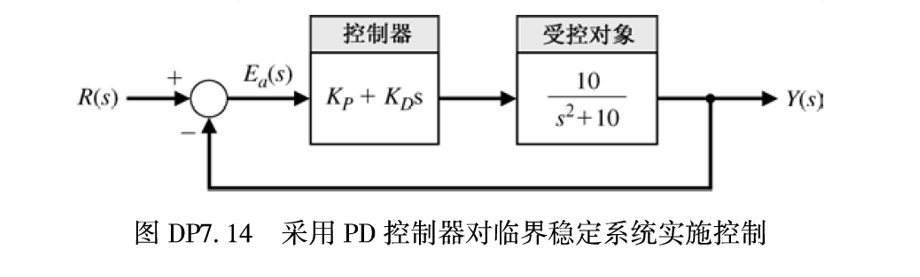 控制器
受控对象
R(s)
+
−
Eₐ(s)
K_P + K_D s
10
s²+10
Y(s)
图 DP7.14 采用 PD 控制器对临界稳定系统实施控制